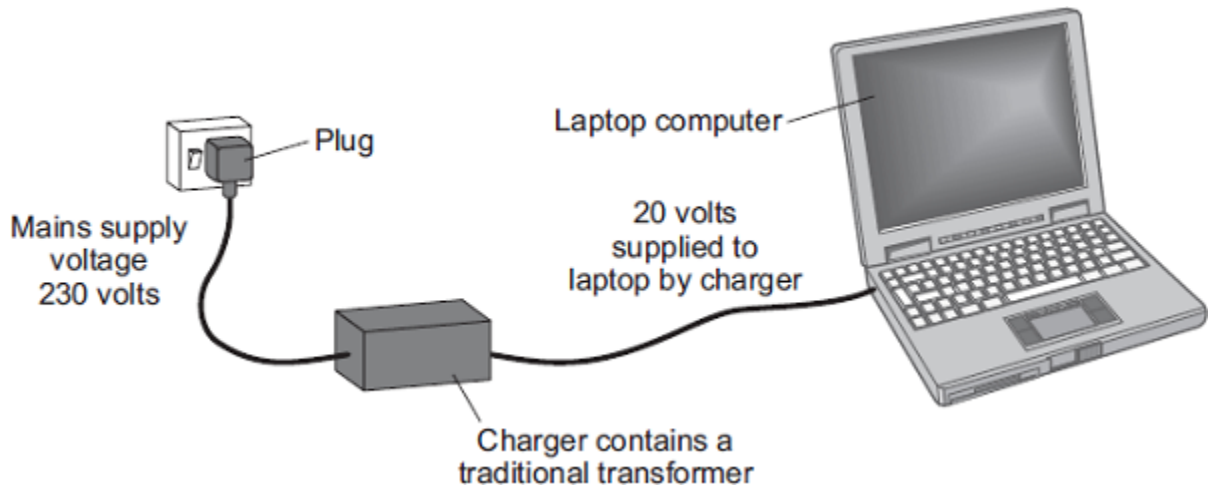 Plug
Laptop computer
Mains supply
voltage
230 volts
20 volts
supplied to
laptop by charger
Charger contains a
traditional transformer